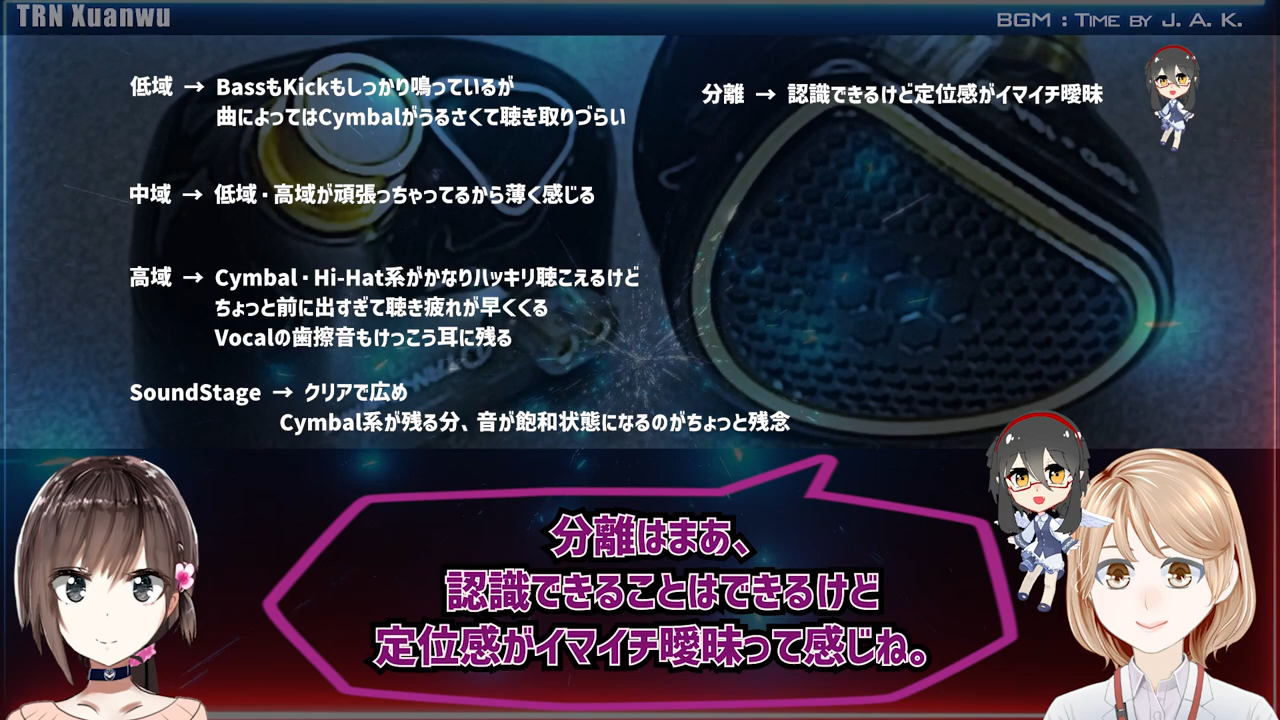 TRN Xuanwu
BGM : TIME BY J. A. K.
低域 → BassもKickもしっかり鳴っているが
曲によってはCymbalがうるさくて聴き取りづらい
中域 → 低域・高域が頑張っちゃってるから薄く感じる
高域 → Cymbal・Hi-Hat系がかなりハッキリ聴こえるけど
ちょっと前に出すぎて聴き疲れが早くくる
Vocalの歯擦音もけっこう耳に残る
SoundStage → クリアで広め
Cymbal系が残る分、音が飽和状態になるのがちょっと残念
分離 → 認識できるけど定位感がイマイチ曖昧
分離はまあ、
認識できることはできるけど
定位感がイマイチ曖昧って感じね。